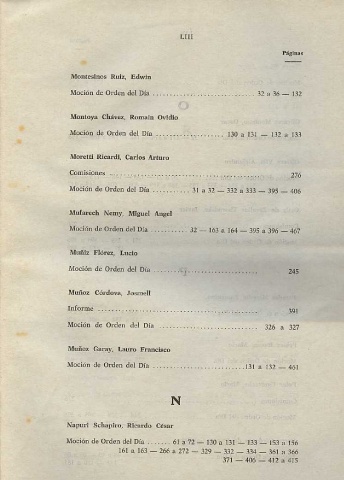 LIII
Páginas
Montesinos Ruiz, Edwin
Moción de Orden del Día ............ 32 a 36 — 132
Montoya Chávez, Romain Ovidio
Moción de Orden del Día ............ 130 a 131 — 132 a 133
Moretti Ricardi, Carlos Arturo
Comisiones ............ 276
Moción de Orden del Día ............ 31 a 32 — 332 a 333 — 395 — 406
Mufarech Nemy, Miguel Angel
Moción de Orden del Día ............ 32 — 163 a 164 — 395 a 396 — 467
Muñiz Flórez, Lucio
Moción de Orden del Día ............ 245
Muñoz Córdova, Josmell
Informe ............ 391
Moción de Orden del Día ............ 326 a 327
Muñoz Garay, Lauro Francisco
Moción de Orden del Día ............ 131 a 132 — 461
N
Napurí Schapiro, Ricardo César
Moción de Orden del Día ....... 61 a 72 — 130 a 131 — 133 — 153 a 156
161 a 163 — 266 a 272 — 329 — 332 — 334 — 361 a 366
371 — 406 — 412 a 415